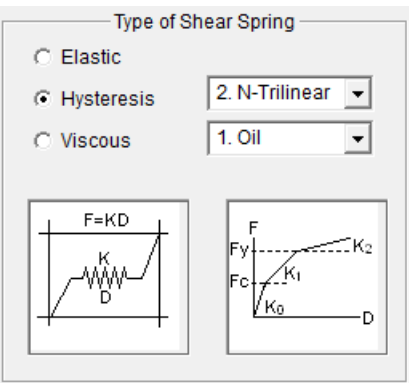 Type of Shear Spring
Elastic
Hysteresis
2. N-Trilinear
Viscous
1. Oil
F=KD
K
D
F
Fy
K2
Fc
K1
K0
D